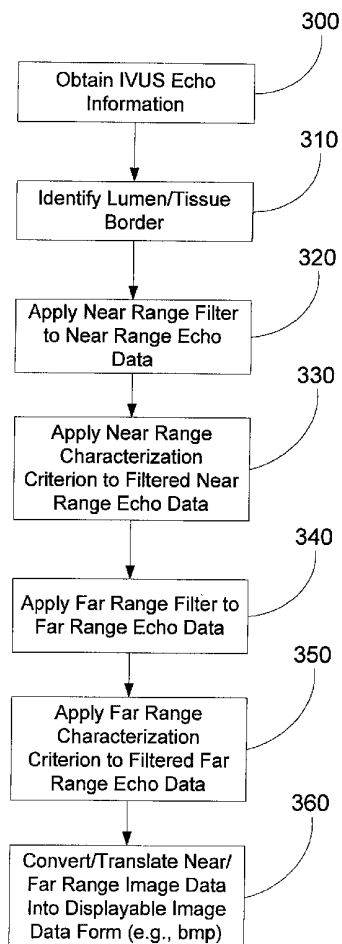 300
Obtain IVUS Echo
Information
310
Identify Lumen/Tissue
Border
320
Apply Near Range Filter
to Near Range Echo
Data
330
Apply Near Range
Characterization
Criterion to Filtered Near
Range Echo Data
340
Apply Far Range Filter to
Far Range Echo Data
350
Apply Far Range
Characterization
Criterion to Filtered Far
Range Echo Data
360
Convert/Translate Near/
Far Range Image Data
Into Displayable Image
Data Form (e.g., bmp)